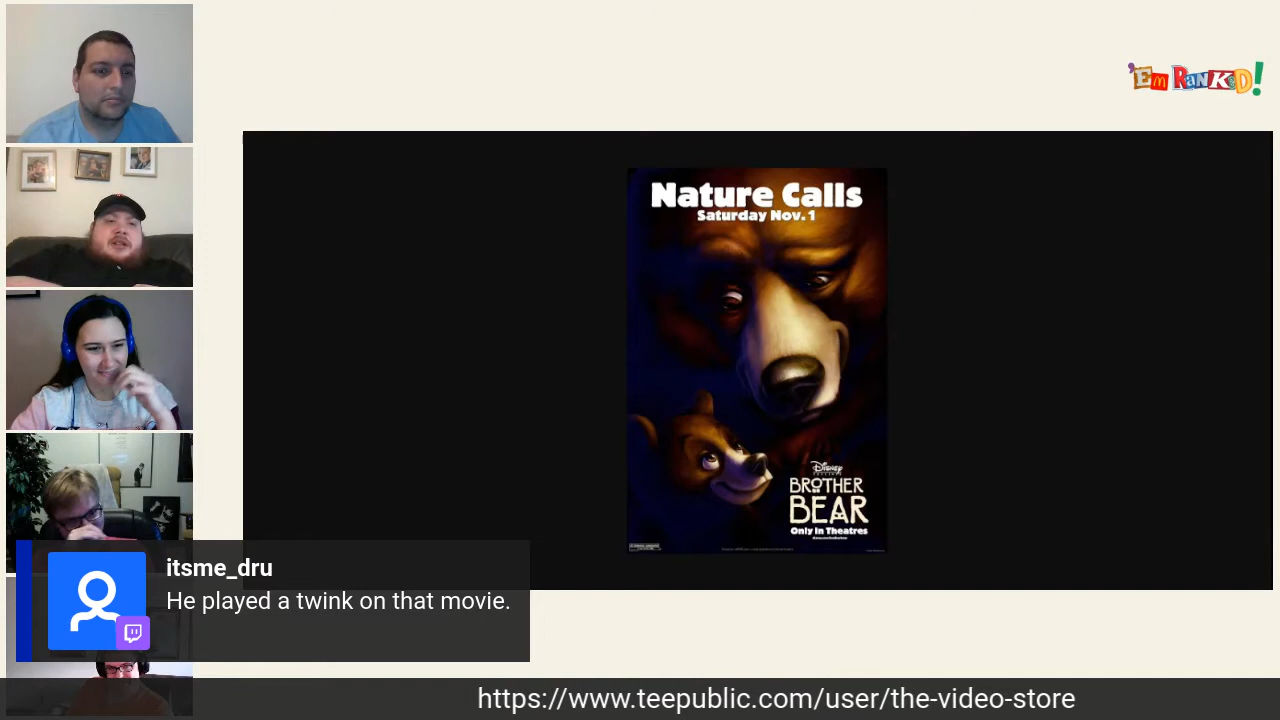 'Em Ranked!
Nature Calls
Saturday Nov. 1
Disney
BROTHER
BEAR
Only in Theatres
itsme_dru
He played a twink on that movie.
https://www.teepublic.com/user/the-video-store